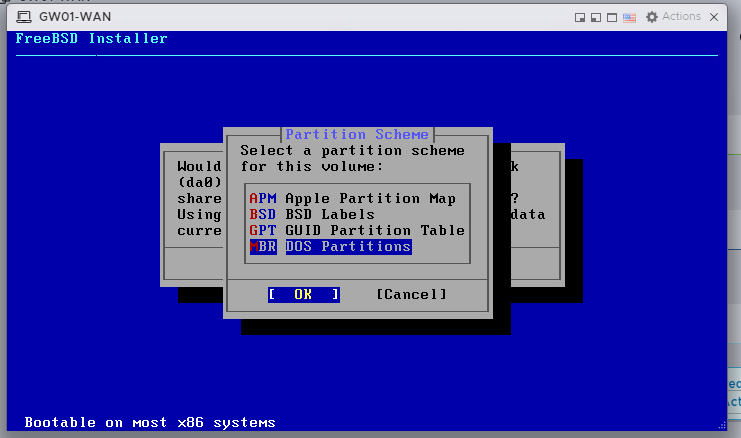 GW01-WAN
Actions
FreeBSD Installer
Partition Scheme
Select a partition scheme
for this volume:
Would
k
(da0)
share
?
Using
data
curre
APM Apple Partition Map
BSD BSD Labels
GPT GUID Partition Table
MBR DOS Partitions
[ OK ]
[Cancel]
Bootable on most x86 systems